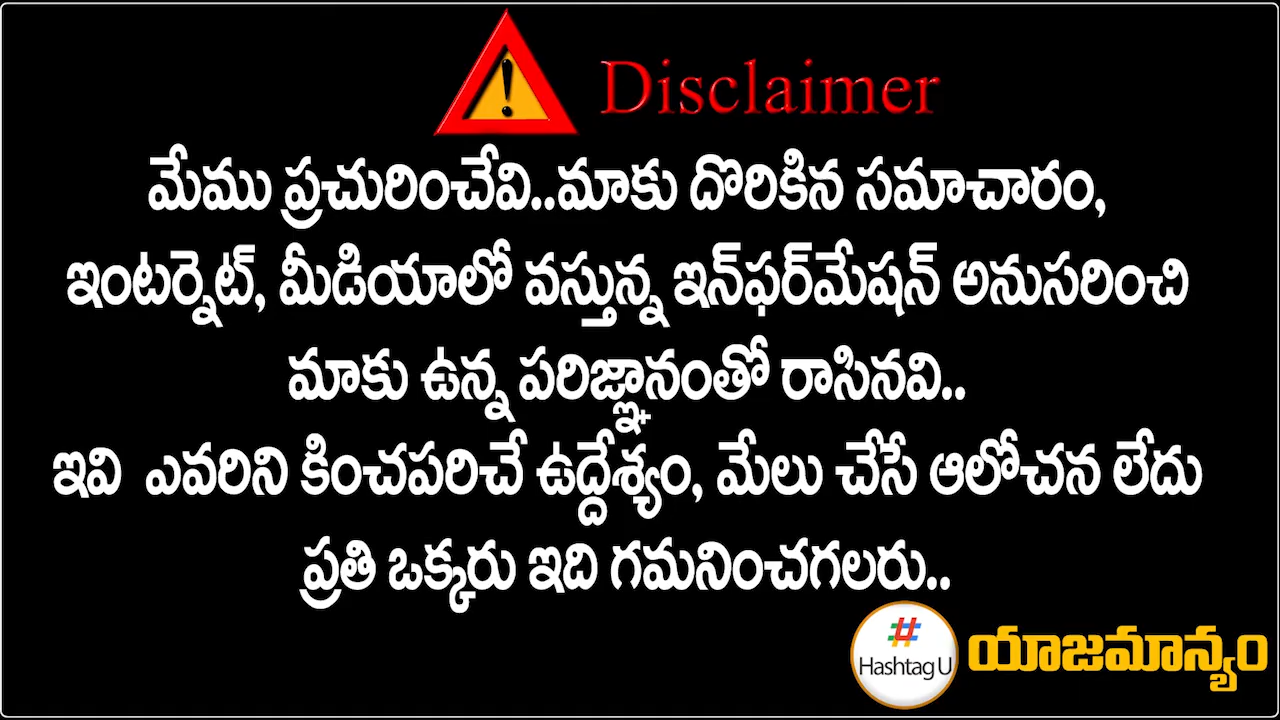 Disclaimer
మేము ప్రచురించేవి..మాకు దొరికిన సమాచారం,
ఇంటర్నెట్, మీడియాలో వస్తున్న ఇన్‌ఫర్‌మేషన్ అనుసరించి
మాకు ఉన్న పరిజ్ఞానంతో రాసినవి..
ఇవి ఎవరిని కించపరిచే ఉద్దేశ్యం, మేలు చేసే ఆలోచన లేదు
ప్రతి ఒక్కరు ఇది గమనించగలరు..
# Hashtag U
యాజమాన్యం